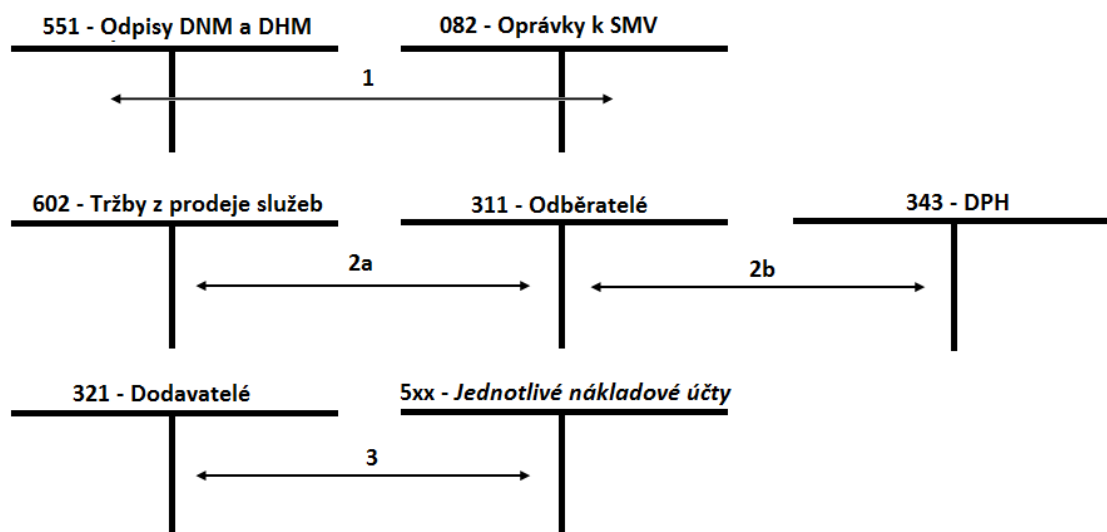 551 - Odpisy DNM a DHM
082 - Oprávky k SMV
1
602 - Tržby z prodeje služeb
311 - Odběratelé
343 - DPH
2a
2b
321 - Dodavatelé
5xx - Jednotlivé nákladové účty
3